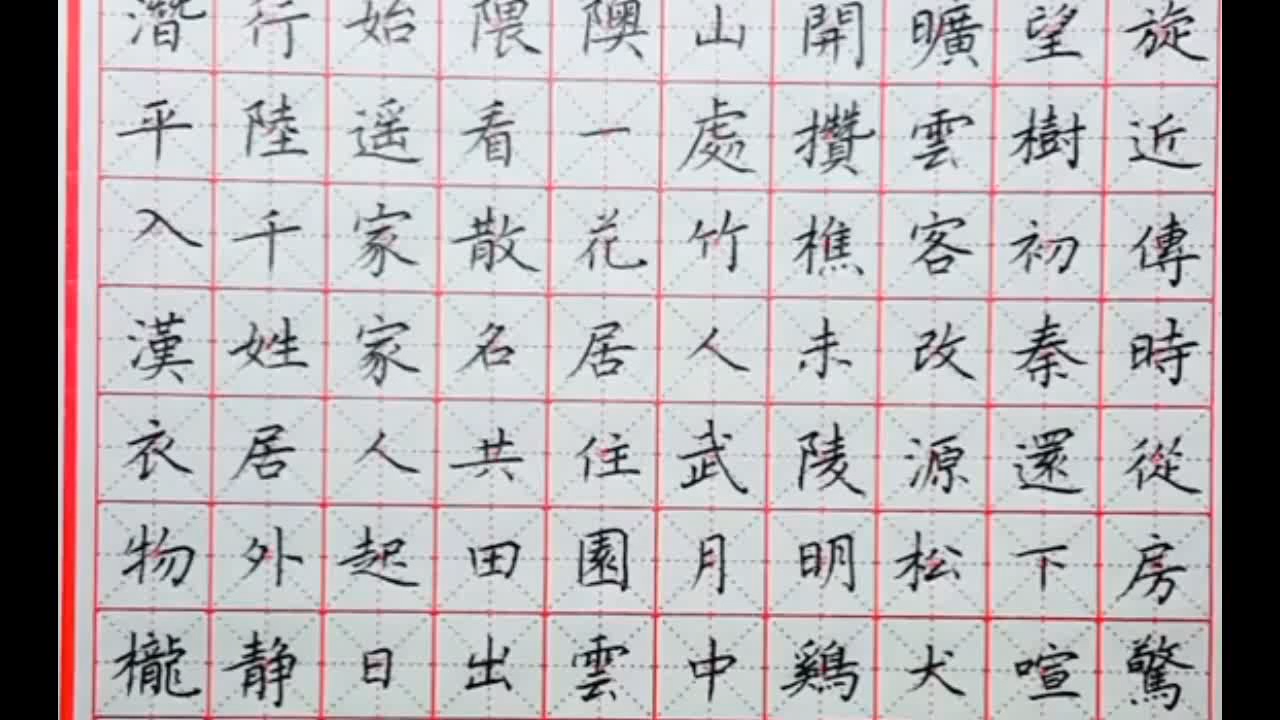 潛行始隈隩山開曠望旋
平陸遥看一處攢雲樹近
入千家散花竹樵客初傳
漢姓家名居人未改秦時
衣居人共住武陵源還從
物外起田園月明松下房
櫳静日出雲中鷄犬喧驚